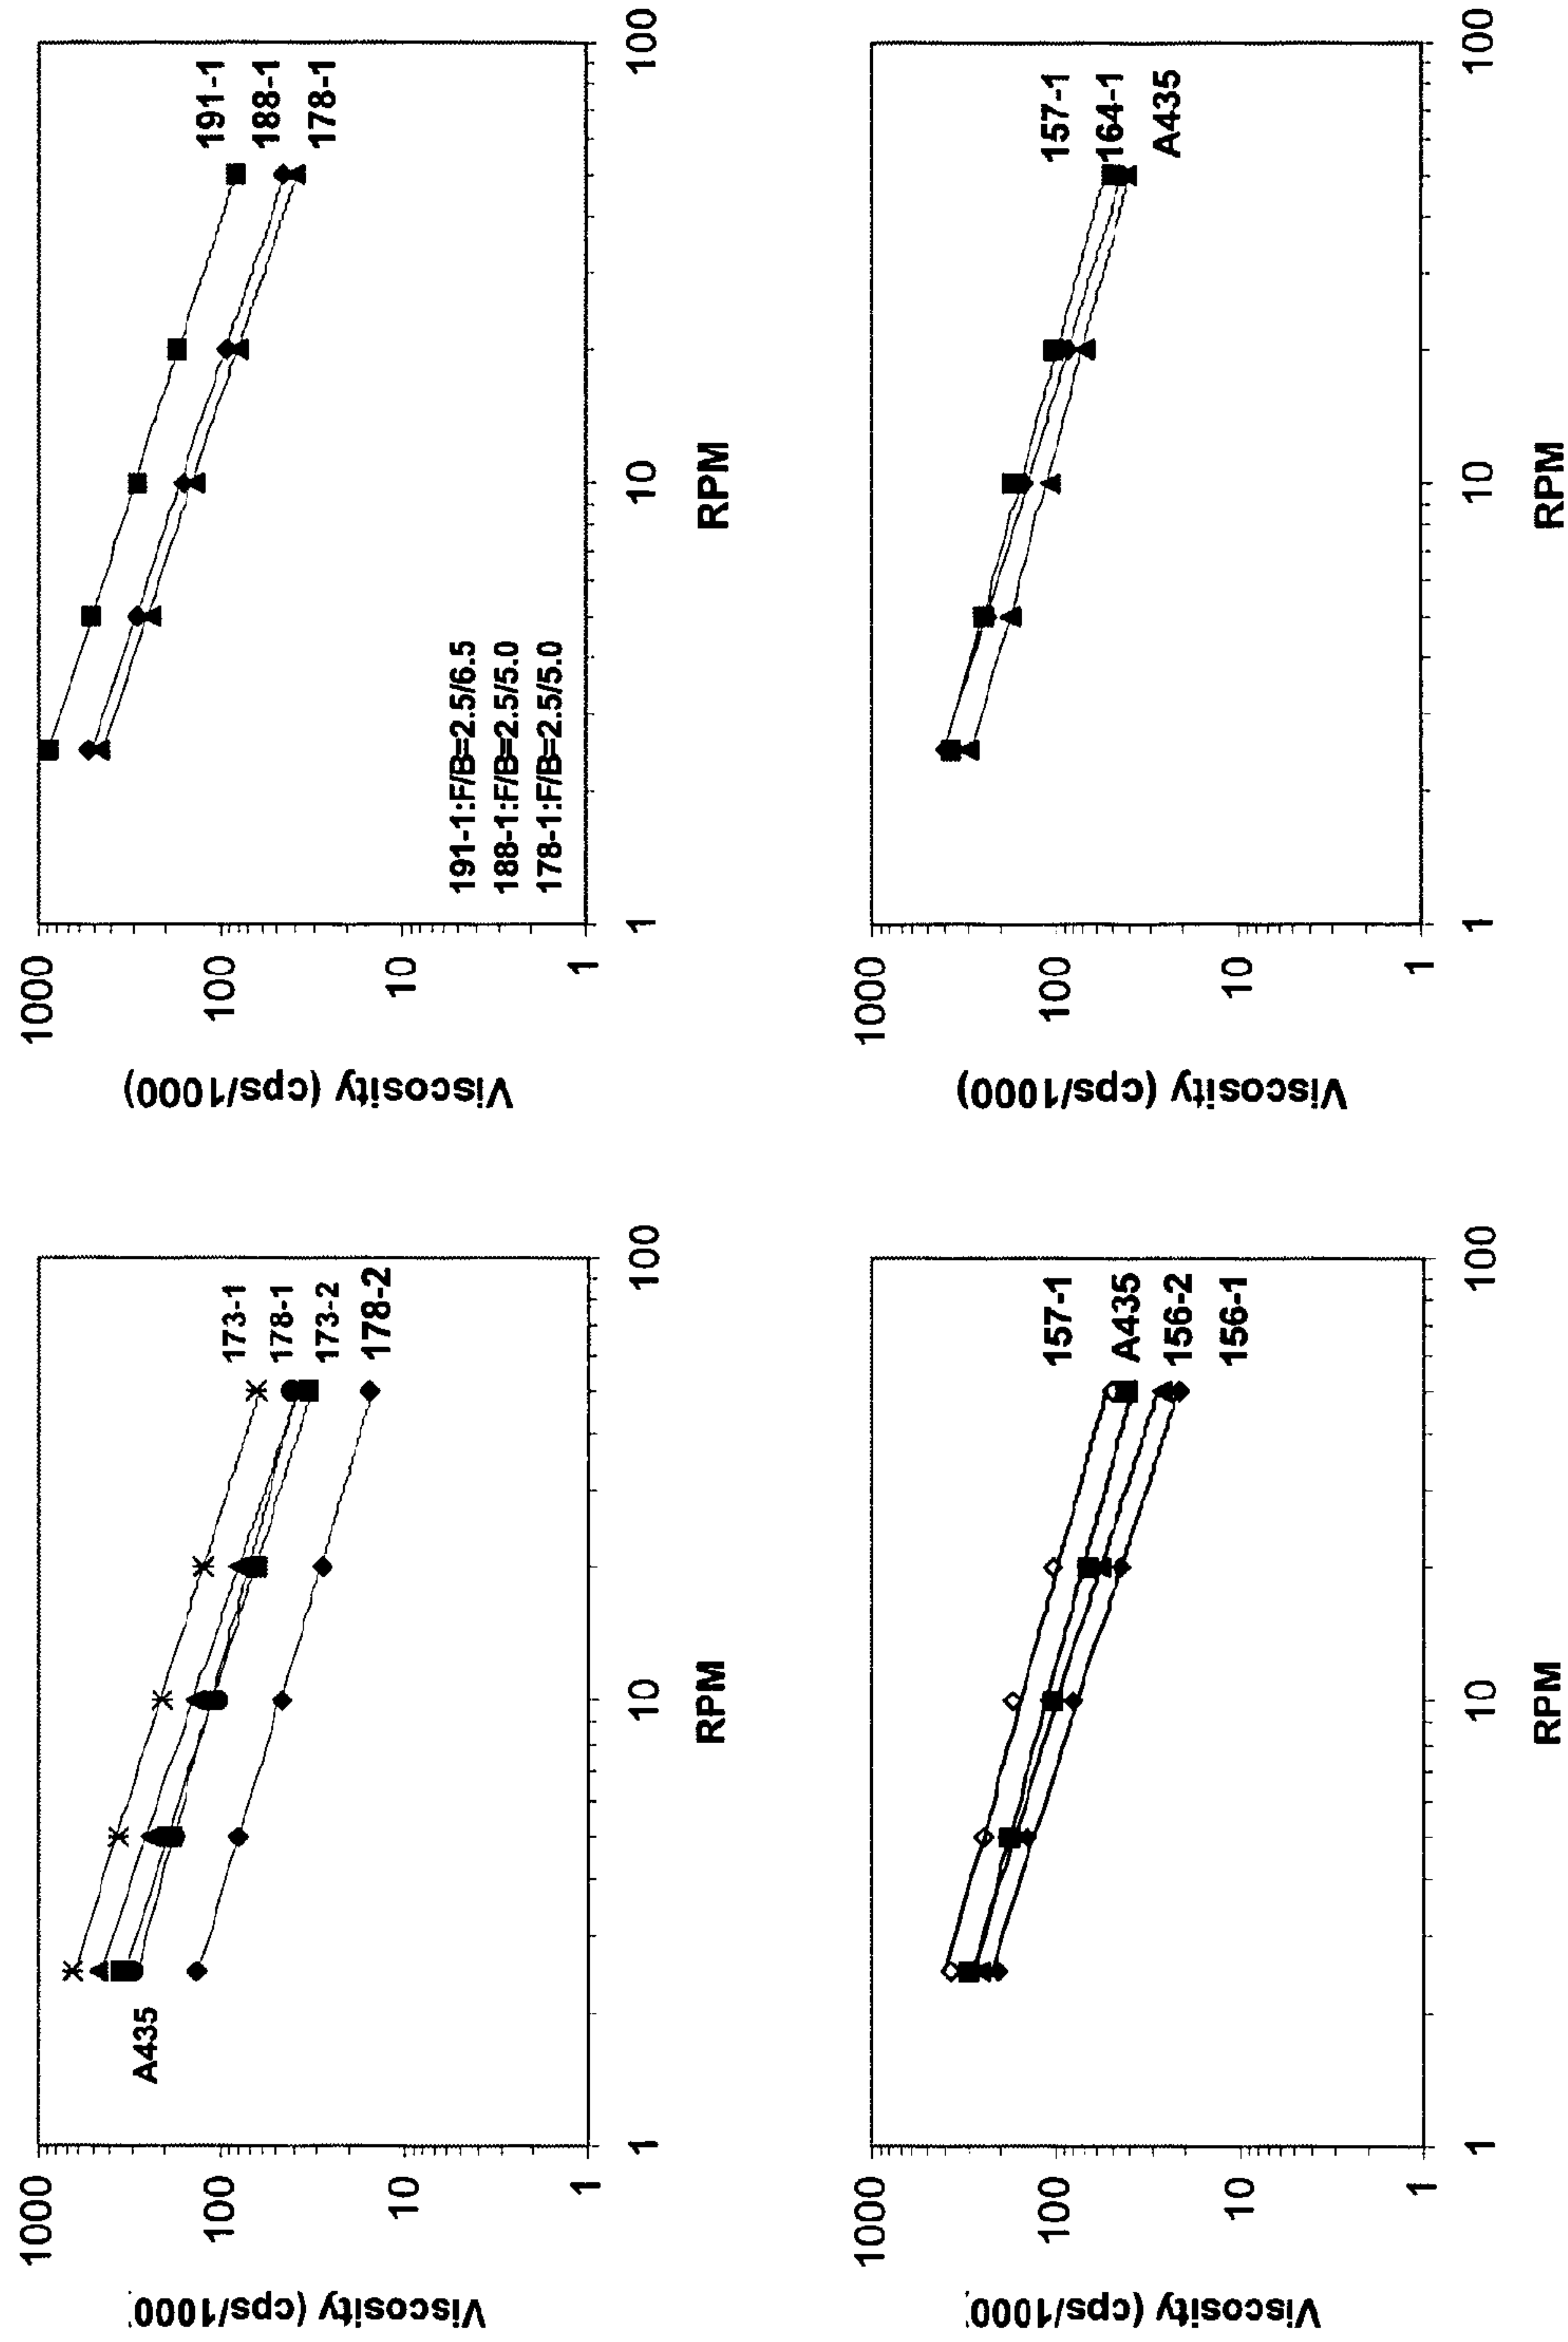 Viscosity (cps/1000
1000
100
10
1
A435
173-1
178-1
173-2
178-2
1
10
100
RPM
Viscosity (cps/1000)
1000
100
10
1
191-1
188-1
178-1
191-1:F/B=2.5/6.5
188-1:F/B=2.5/5.0
178-1:F/B=2.5/5.0
1
10
100
RPM
Viscosity (cps/1000
1000
100
10
1
157-1
A435
156-2
156-1
1
10
100
RPM
Viscosity (cps/1000)
1000
100
10
1
157-1
164-1
A435
1
10
100
RPM